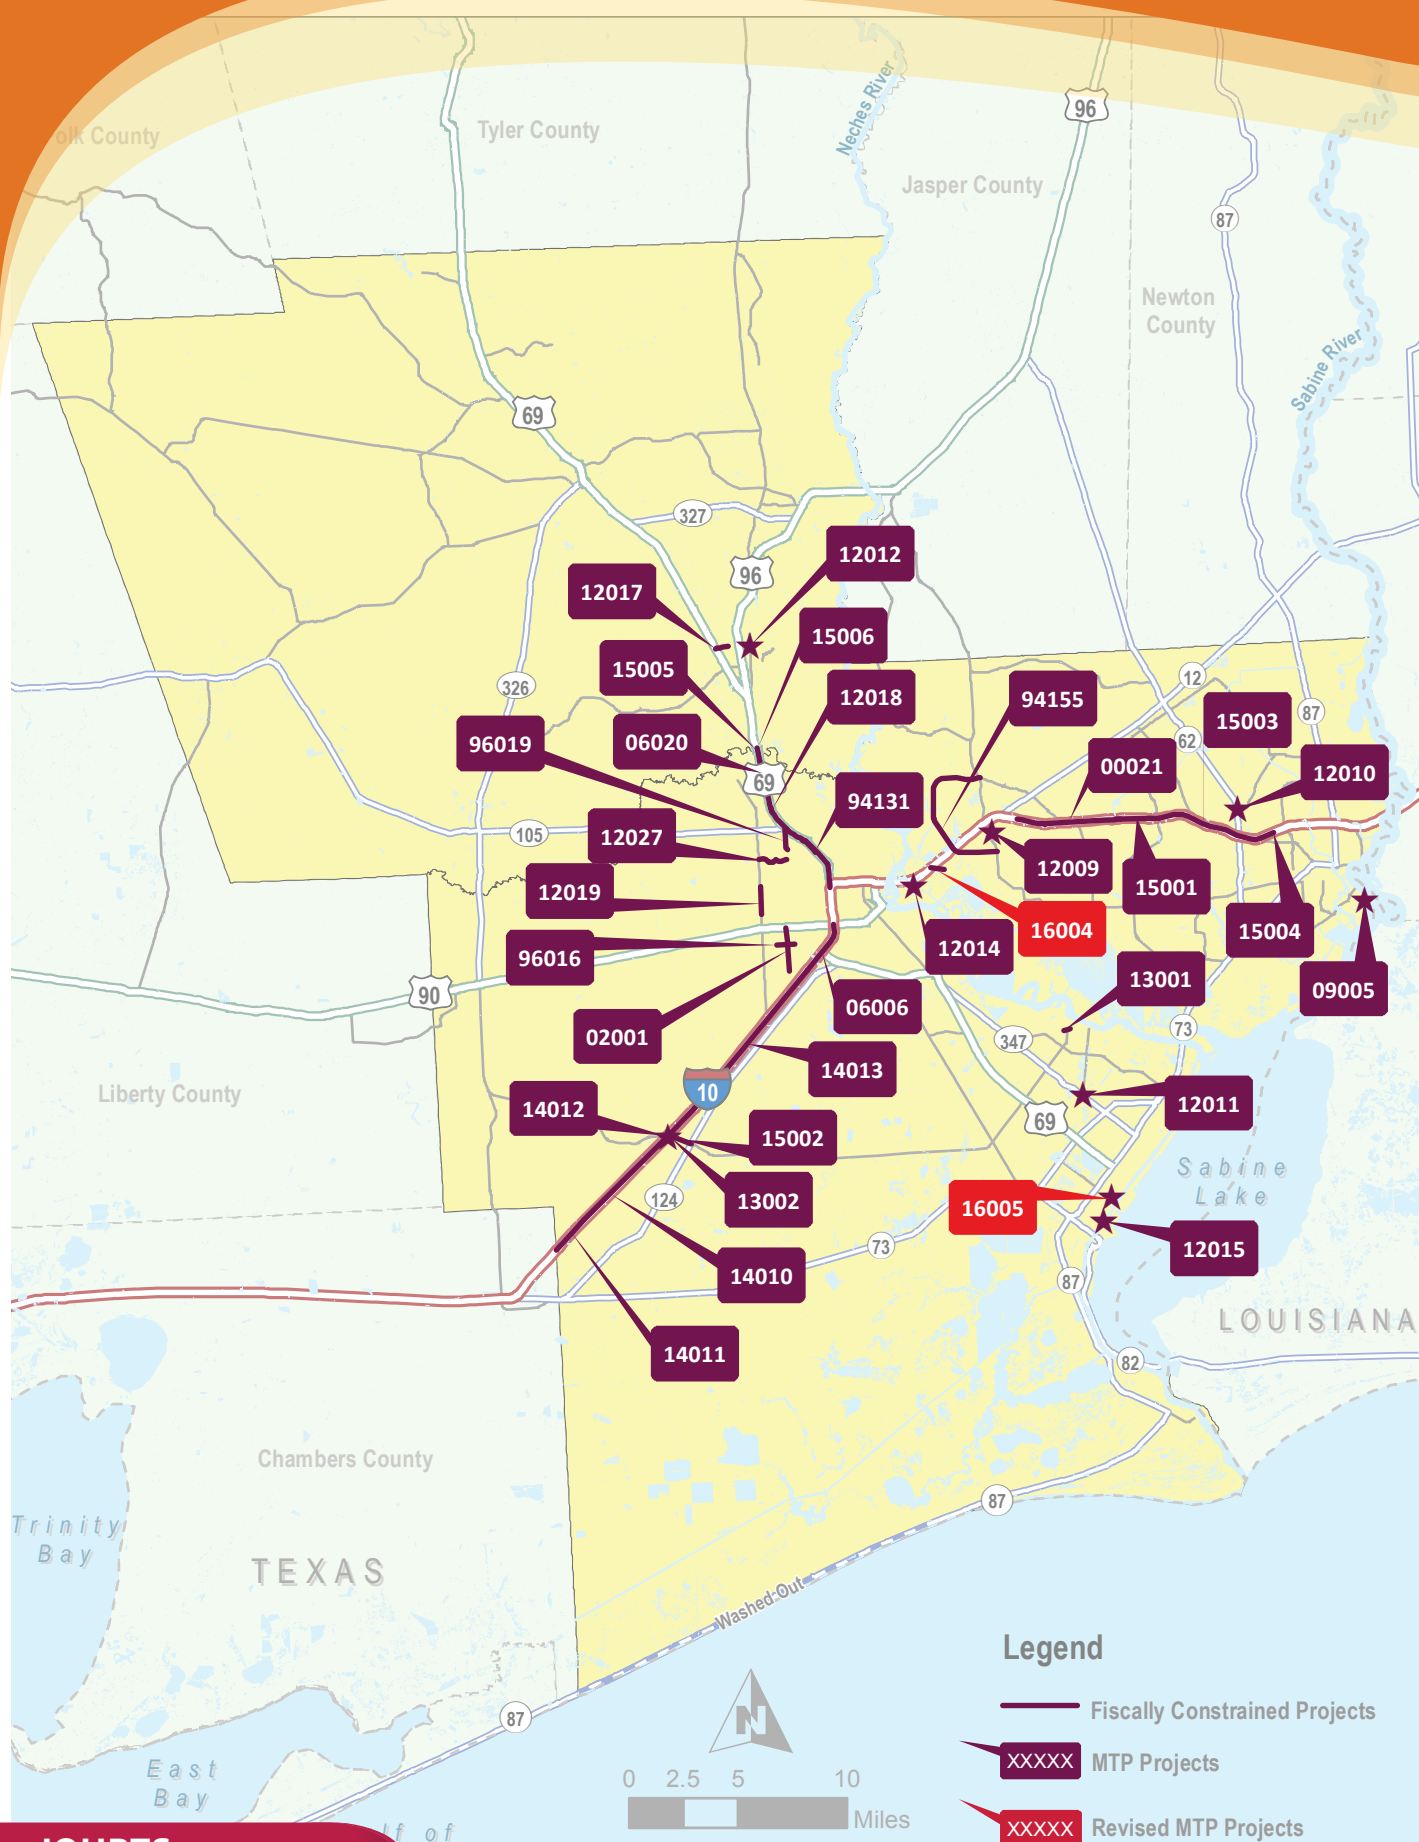 Tyler County
96
Neches River
Jasper County
87
Newton
County
Sabine River
69
327
12012
96
12017
15006
15005
326
12018
94155
12
87
15003
96019
06020
62
00021
12010
69
94131
105
12027
12009
15001
12019
16004
15004
12014
96016
13001
09005
90
06006
02001
347
73
14013
Liberty County
10
14012
12011
69
15002
Sabine
Lake
124
13002
16005
73
12015
14010
87
LOUISIANA
14011
82
Chambers County
87
Trinity
Bay
TEXAS
Washed Out
Legend
87
Fiscally Constrained Projects
East
Bay
XXXXX MTP Projects
0 2.5 5 10
Miles
XXXXX Revised MTP Projects